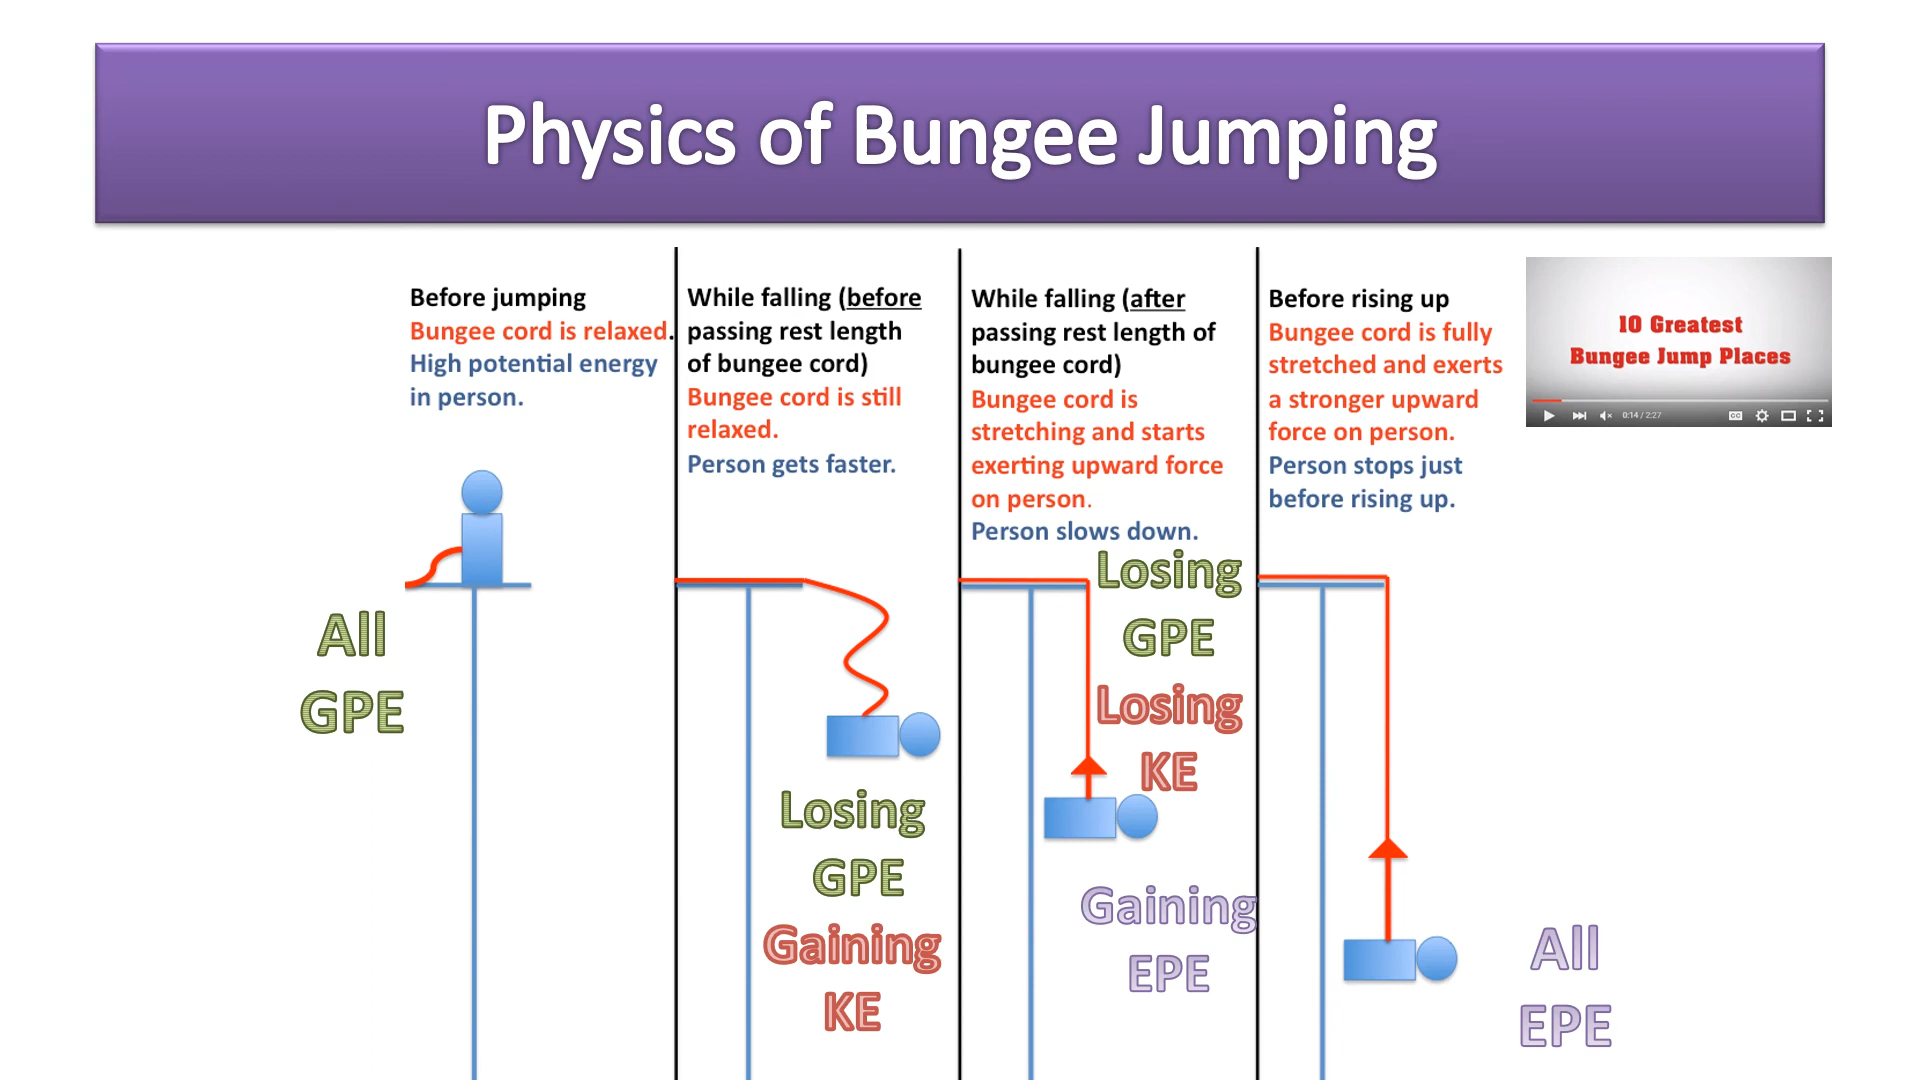 Physics of Bungee Jumping
Before jumping
Bungee cord is relaxed.
High potential energy
in person.
All
GPE
While falling (before
passing rest length
of bungee cord)
Bungee cord is still
relaxed.
Person gets faster.
Losing
GPE
Gaining
KE
While falling (after
passing rest length of
bungee cord)
Bungee cord is
stretching and starts
exerting upward force
on person.
Person slows down.
Losing
GPE
Losing
KE
Gaining
EPE
Before rising up
Bungee cord is fully
stretched and exerts
a stronger upward
force on person.
Person stops just
before rising up.
All
EPE
10 Greatest
Bungee Jump Places
0:14 / 2:27
CC